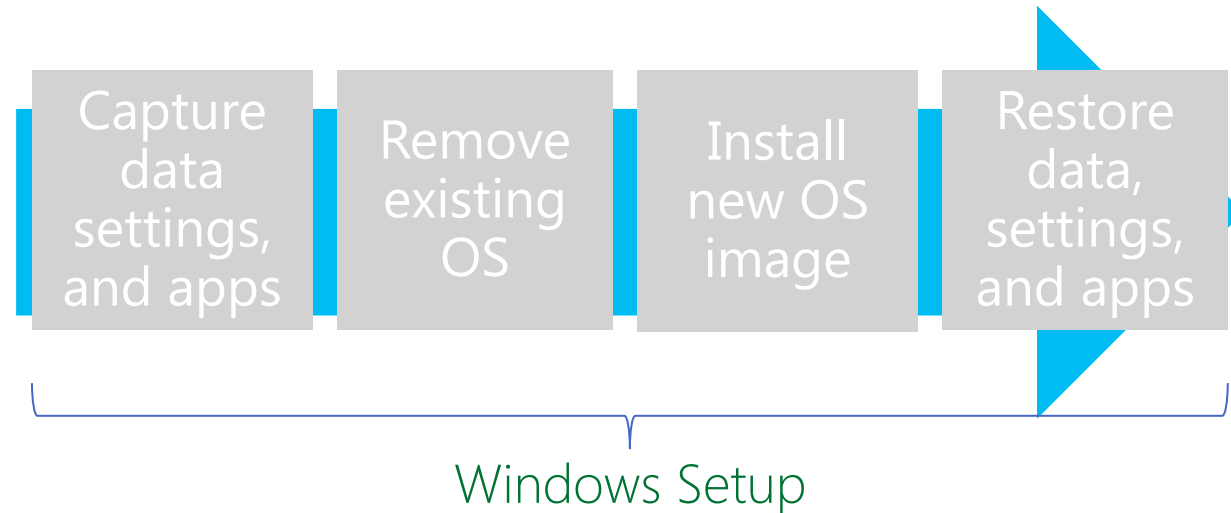 Capture
data
settings,
and apps
Remove
existing
OS
Install
new OS
image
Restore
data,
settings,
and apps
Windows Setup